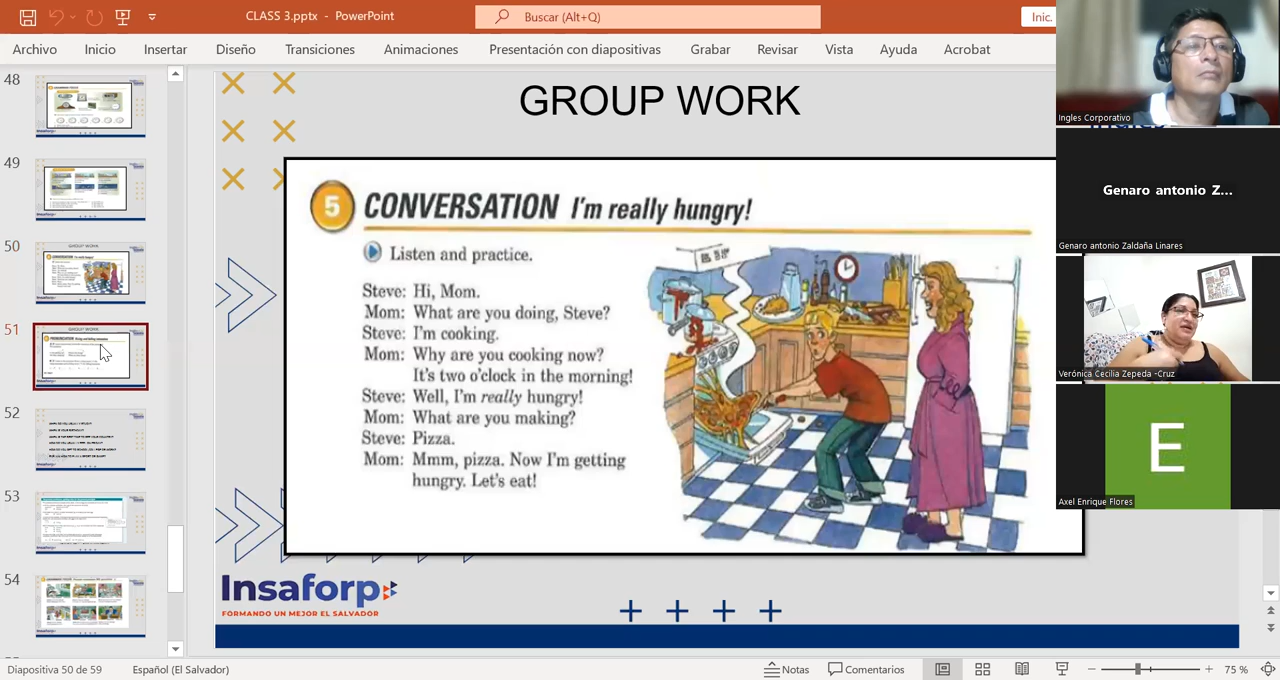 CLASS 3.pptx - PowerPoint
Buscar (Alt+Q)
Inic.
Archivo Inicio Insertar Diseño Transiciones Animaciones Presentación con diapositivas Grabar Revisar Vista Ayuda Acrobat
48
49
50
51
52
53
54
GROUP WORK
5 CONVERSATION I'm really hungry!
Listen and practice.
Steve: Hi, Mom.
Mom: What are you doing, Steve?
Steve: I'm cooking.
Mom: Why are you cooking now?
It's two o'clock in the morning!
Steve: Well, I'm really hungry!
Mom: What are you making?
Steve: Pizza.
Mom: Mmm, pizza. Now I'm getting
hungry. Let's eat!
Insaforp
FORMANDO UN MEJOR EL SALVADOR
Ingles Corporativo
Genaro antonio Z...
Genaro antonio Zaldaña Linares
Verónica Cecilia Zepeda -Cruz
E
Axel Enrique Flores
Diapositiva 50 de 59
Español (El Salvador)
Notas
Comentarios
75 %